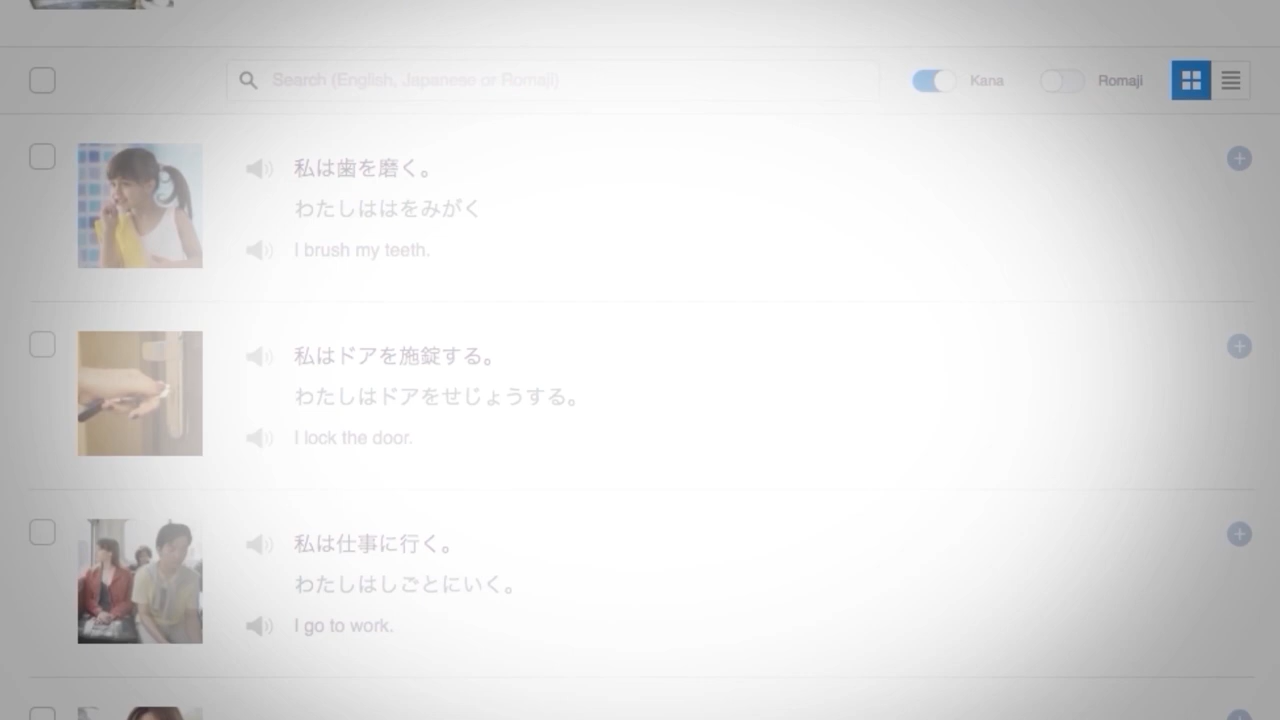 Search (English, Japanese or Romaji)
Kana
Romaji
私は歯を磨く。
わたしははをみがく
I brush my teeth.
私はドアを施錠する。
わたしはドアをせじょうする。
I lock the door.
私は仕事に行く。
わたしはしごとにいく。
I go to work.